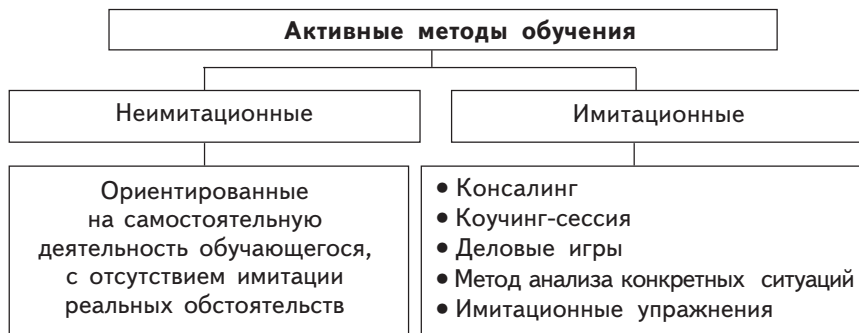 Активные методы обучения
Неимитационные
Имитационные
Ориентированные
на самостоятельную
деятельность обучающегося,
с отсутствием имитации
реальных обстоятельств
• Консалинг
• Коучинг-сессия
• Деловые игры
• Метод анализа конкретных ситуаций
• Имитационные упражнения